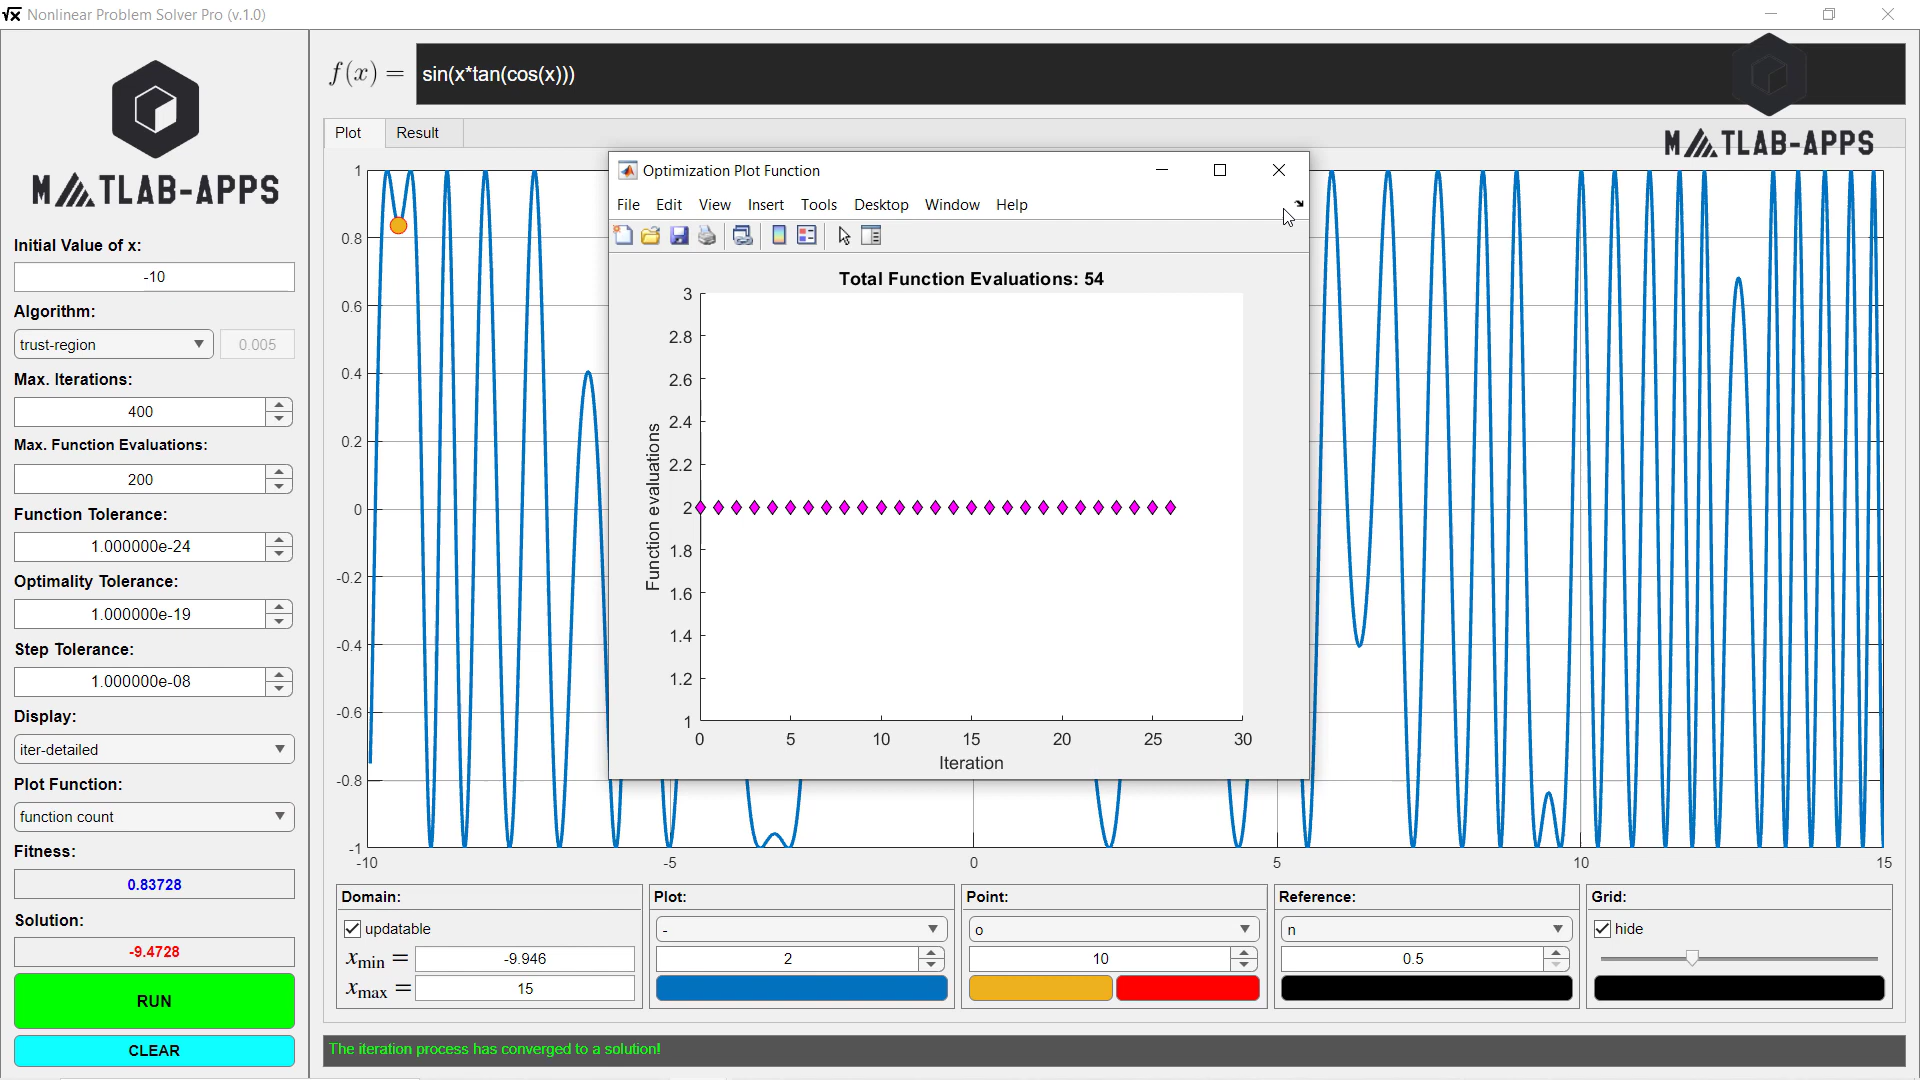 Nonlinear Problem Solver Pro (v.1.0)
MATLAB-APPS
Initial Value of x:
-10
Algorithm:
trust-region
0.005
Max. Iterations:
400
Max. Function Evaluations:
200
Function Tolerance:
1.000000e-24
Optimality Tolerance:
1.000000e-19
Step Tolerance:
1.000000e-08
Display:
iter-detailed
Plot Function:
function count
Fitness:
0.83728
Solution:
-9.4728
RUN
CLEAR
f(x) =
sin(x*tan(cos(x)))
Plot
Result
MATLAB-APPS
1
0.8
0.6
0.4
0.2
0
-0.2
-0.4
-0.6
-0.8
-1
-10
-5
0
5
10
15
Optimization Plot Function
File Edit View Insert Tools Desktop Window Help
Total Function Evaluations: 54
Function evaluations
3
2.8
2.6
2.4
2.2
2
1.8
1.6
1.4
1.2
1
0 5 10 15 20 25 30
Iteration
Domain:
updatable
xmin =
-9.946
xmax =
15
Plot:
-
2
Point:
o
10
Reference:
n
0.5
Grid:
hide
The iteration process has converged to a solution!